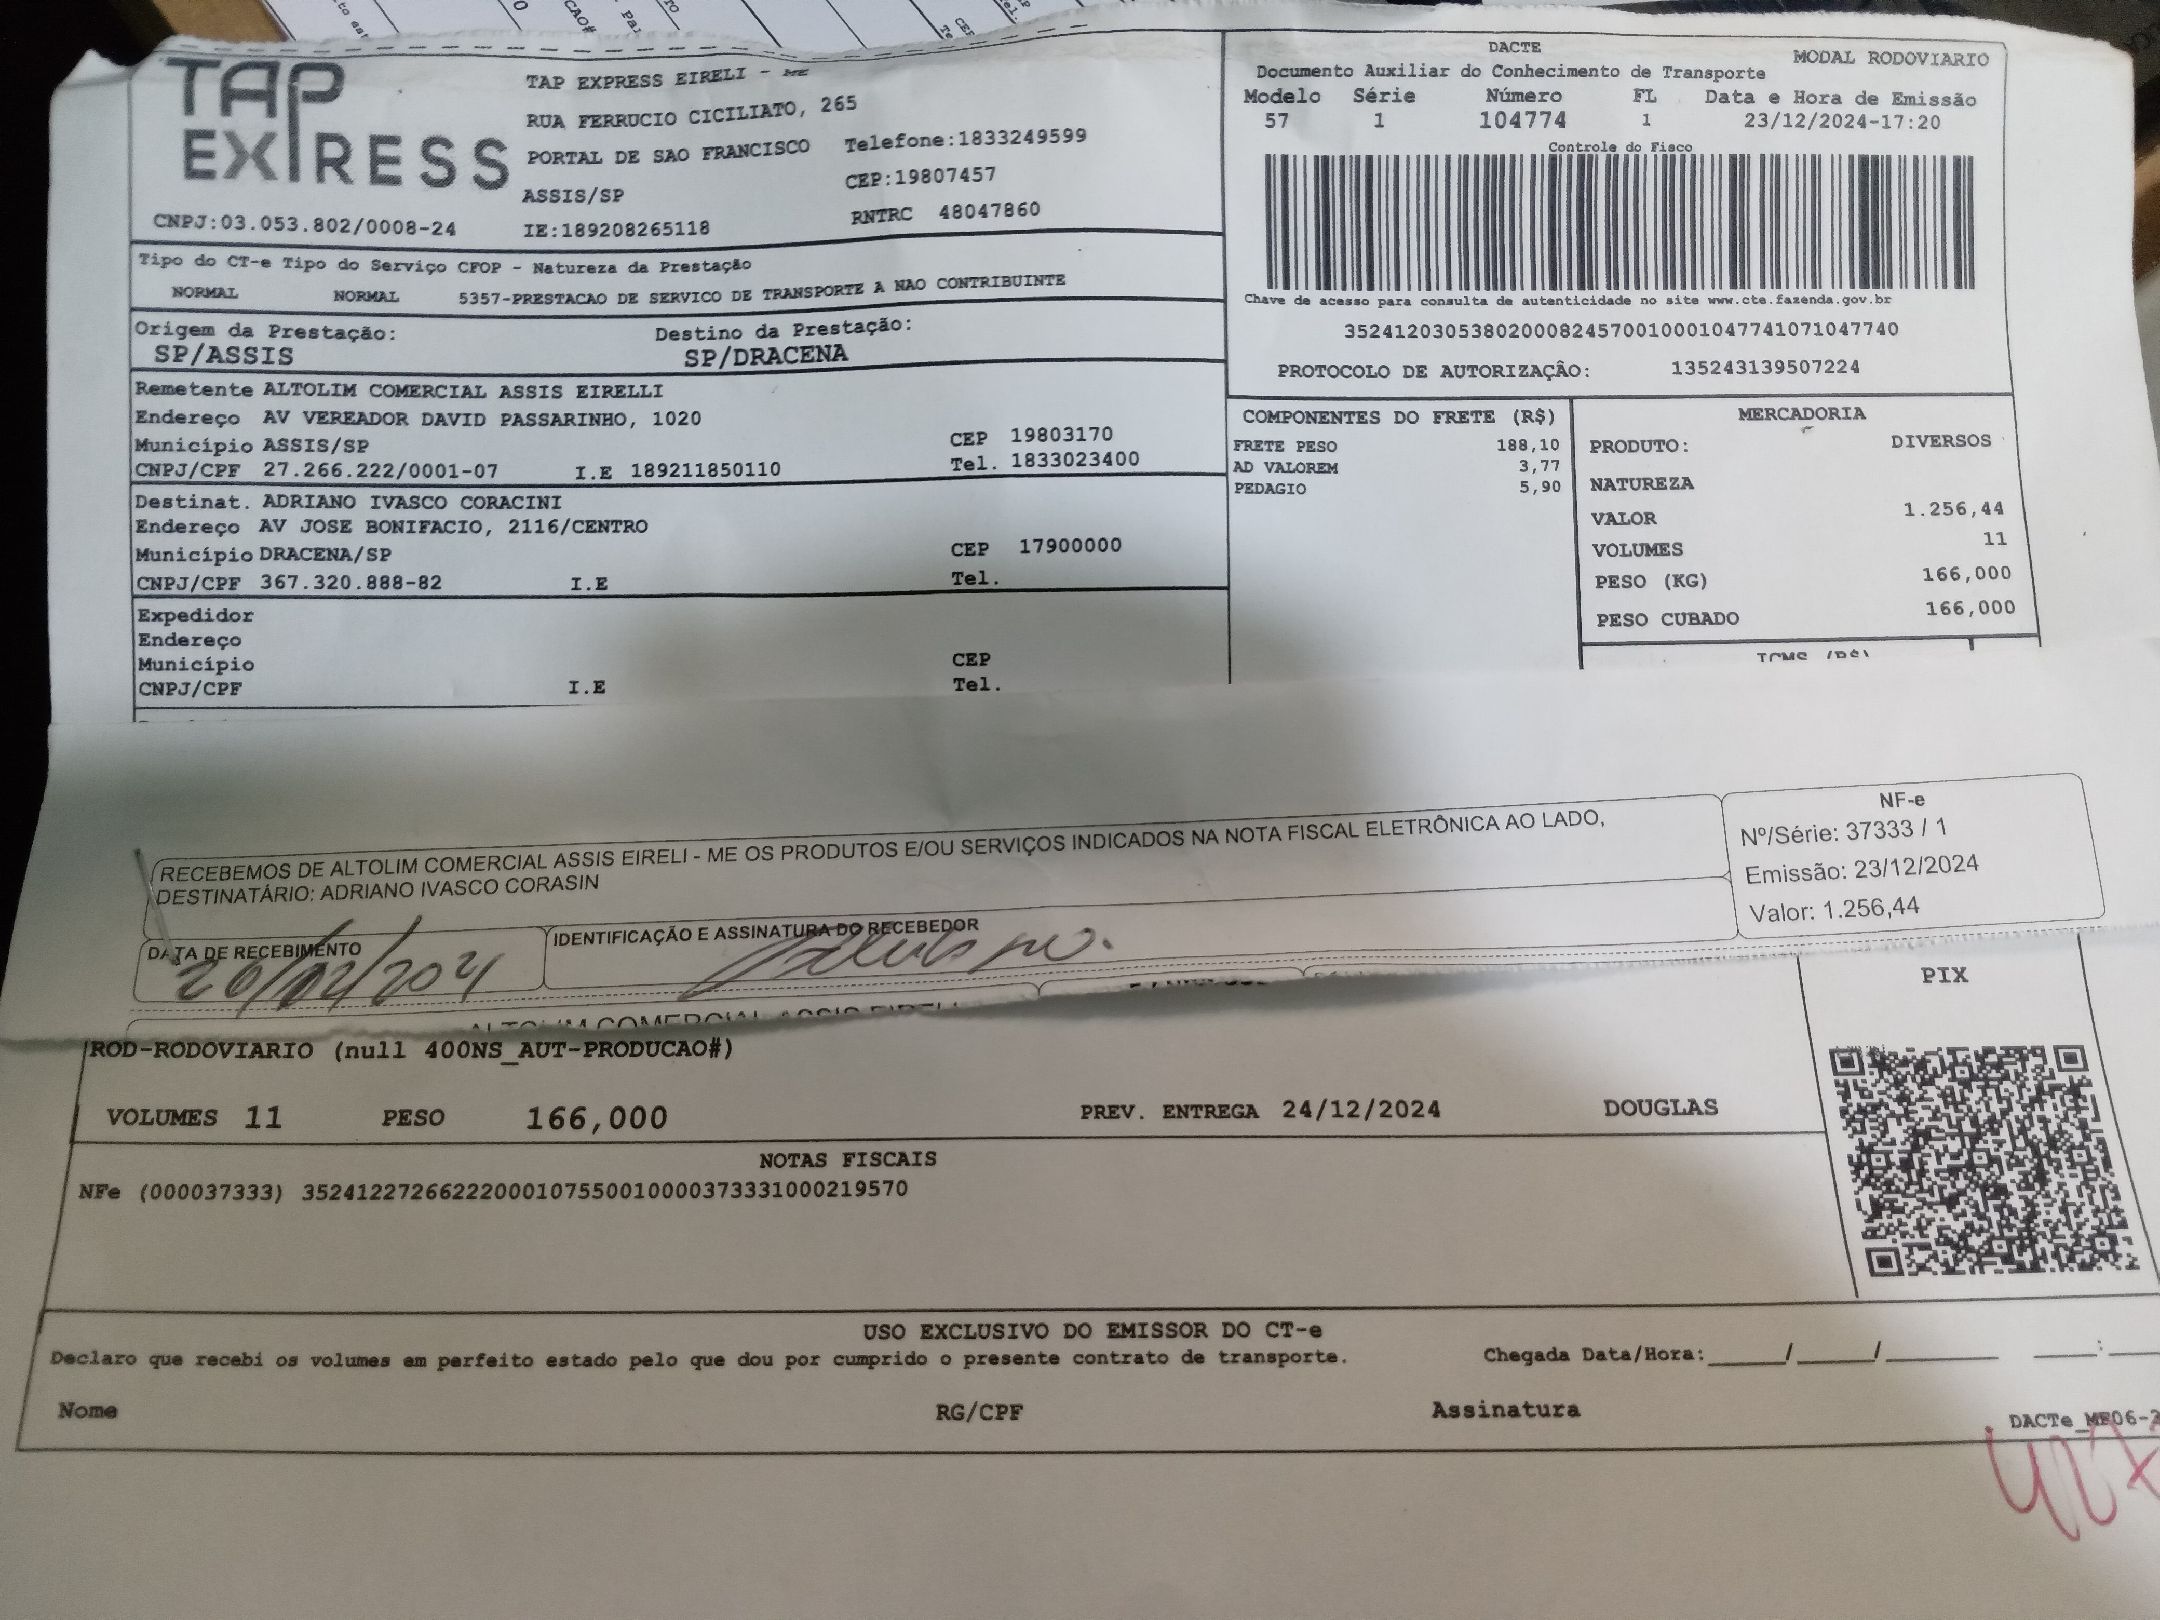 TAP EXPRESS
TAP EXPRESS EIRELI - ME
RUA FERRUCIO CICILIATO, 265
PORTAL DE SAO FRANCISCO Telefone:1833249599
ASSIS/SP CEP:19807457
CNPJ:03.053.802/0008-24 IE:189208265118 RNTRC 48047860
DACTE MODAL RODOVIARIO
Documento Auxiliar do Conhecimento de Transporte
Modelo Série Número FL Data e Hora de Emissão
57 1 104774 1 23/12/2024-17:20
Controle do Fisco
Chave de acesso para consulta de autenticidade no site www.cte.fazenda.gov.br
35241203053802000824570010001047741071047740
PROTOCOLO DE AUTORIZAÇÃO: 135243139507224
Tipo do CT-e Tipo do Serviço CFOP - Natureza da Prestação
NORMAL NORMAL 5357-PRESTACAO DE SERVICO DE TRANSPORTE A NAO CONTRIBUINTE
Origem da Prestação: Destino da Prestação:
SP/ASSIS SP/DRACENA
Remetente ALTOLIM COMERCIAL ASSIS EIRELLI
Endereço AV VEREADOR DAVID PASSARINHO, 1020
Município ASSIS/SP CEP 19803170
CNPJ/CPF 27.266.222/0001-07 I.E 189211850110 Tel. 1833023400
Destinat. ADRIANO IVASCO CORACINI
Endereço AV JOSE BONIFACIO, 2116/CENTRO
Município DRACENA/SP CEP 17900000
CNPJ/CPF 367.320.888-82 I.E Tel.
Expedidor
Endereço
Município CEP
CNPJ/CPF I.E Tel.
COMPONENTES DO FRETE (R$)
FRETE PESO 188,10
AD VALOREM 3,77
PEDAGIO 5,90
MERCADORIA
PRODUTO: DIVERSOS
NATUREZA
VALOR 1.256,44
VOLUMES 11
PESO (KG) 166,000
PESO CUBADO 166,000
ICMS (R$)
RECEBEMOS DE ALTOLIM COMERCIAL ASSIS EIRELI - ME OS PRODUTOS E/OU SERVIÇOS INDICADOS NA NOTA FISCAL ELETRÔNICA AO LADO,
DESTINATÁRIO: ADRIANO IVASCO CORASIN
DATA DE RECEBIMENTO IDENTIFICAÇÃO E ASSINATURA DO RECEBEDOR
NF-e
Nº/Série: 37333 / 1
Emissão: 23/12/2024
Valor: 1.256,44
ALTOLIM COMERCIAL ASSIS EIRELI
ROD-RODOVIARIO (null 400NS_AUT-PRODUCAO#)
VOLUMES 11 PESO 166,000 PREV. ENTREGA 24/12/2024 DOUGLAS
PIX
NOTAS FISCAIS
NFe (000037333) 35241227266222000107550010000373331000219570
USO EXCLUSIVO DO EMISSOR DO CT-e
Declaro que recebi os volumes em perfeito estado pelo que dou por cumprido o presente contrato de transporte. Chegada Data/Hora:_____/_____/_______ ____:____
Nome RG/CPF Assinatura